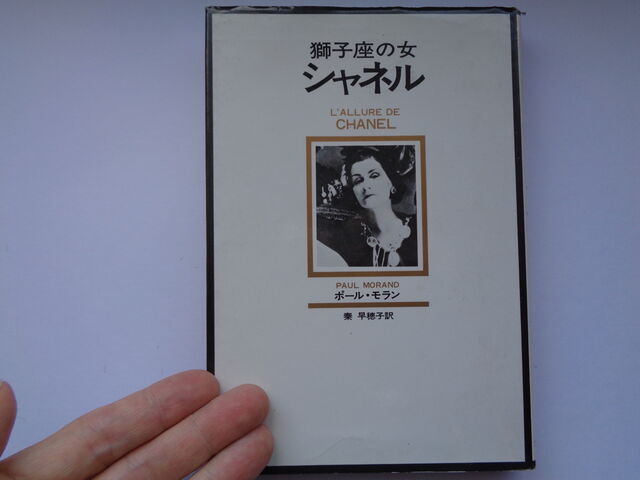 獅子座の女
シャネル
L'ALLURE DE
CHANEL
PAUL MORAND
ポール・モラン
秦 早穂子訳